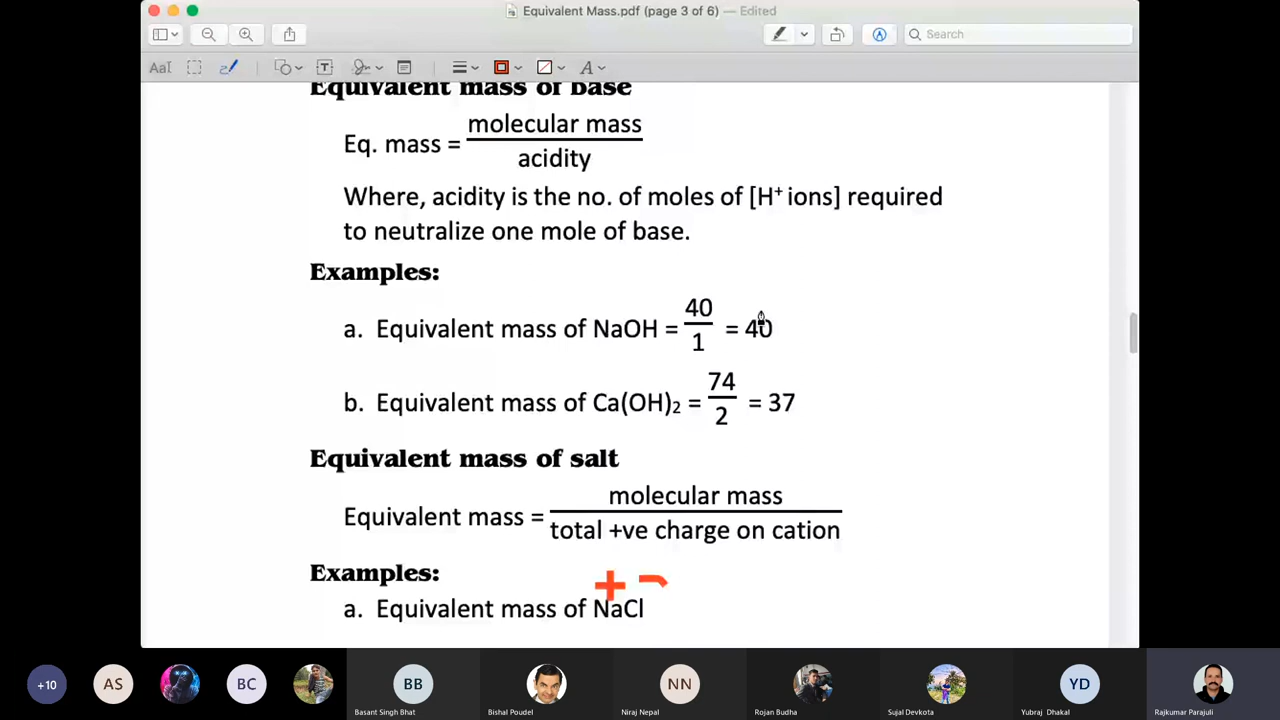 Equivalent Mass.pdf (page 3 of 6) — Edited
Search
AaI
A
Equivalent mass of base
Eq. mass = molecular mass / acidity
Where, acidity is the no. of moles of [H⁺ ions] required
to neutralize one mole of base.
Examples:
a. Equivalent mass of NaOH = 40 / 1 = 40
b. Equivalent mass of Ca(OH)₂ = 74 / 2 = 37
Equivalent mass of salt
Equivalent mass = molecular mass / total +ve charge on cation
Examples:
+
a. Equivalent mass of NaCl
+10 AS BC BB NN YD
Basant Singh Bhat Bishal Poudel Niraj Nepal Rojan Budha Sujal Devkota Yubraj Dhakal Rajkumar Parajuli